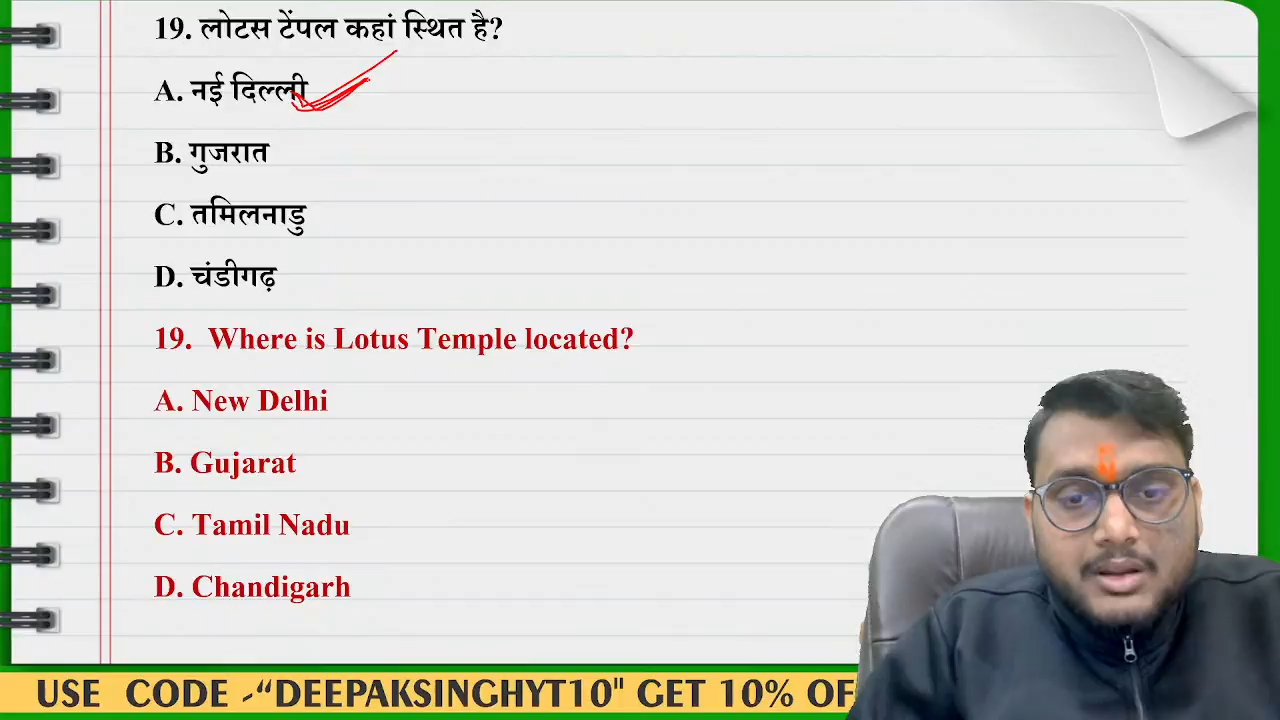 19. लोटस टेंपल कहां स्थित है?
A. नई दिल्ली
B. गुजरात
C. तमिलनाडु
D. चंडीगढ़
19. Where is Lotus Temple located?
A. New Delhi
B. Gujarat
C. Tamil Nadu
D. Chandigarh
USE CODE -“DEEPAKSINGHYT10" GET 10% OF